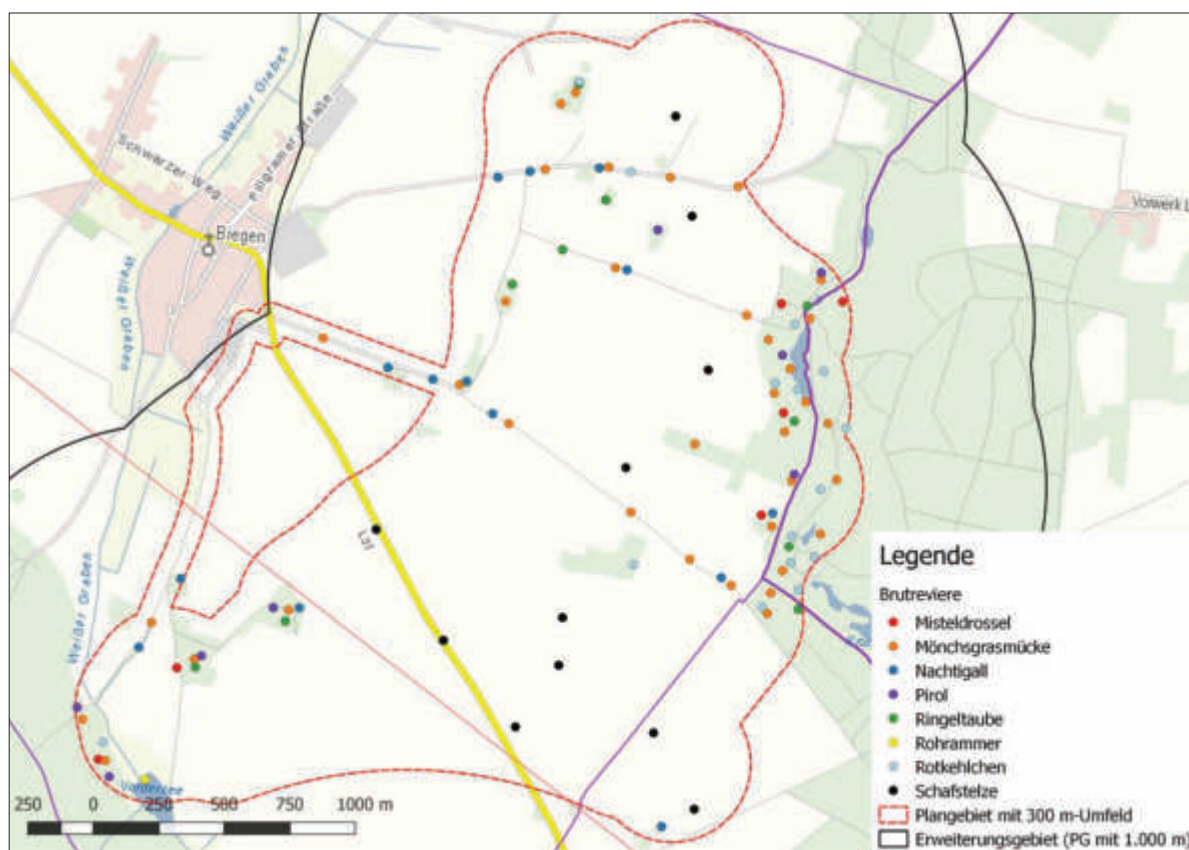 Weißer Graben
Schwarzer-Weg
Pillgramer Straße
Biegen
Weißer Graben
Vorwerk L
L37
Weißer Graben
Vordersee
250 0 250 500 750 1000 m
Legende
Brutreviere
Misteldrossel
Mönchsgrasmücke
Nachtigall
Pirol
Ringeltaube
Rohrammer
Rotkehlchen
Schafstelze
Plangebiet mit 300 m-Umfeld
Erweiterungsgebiet (PG mit 1.000 m)